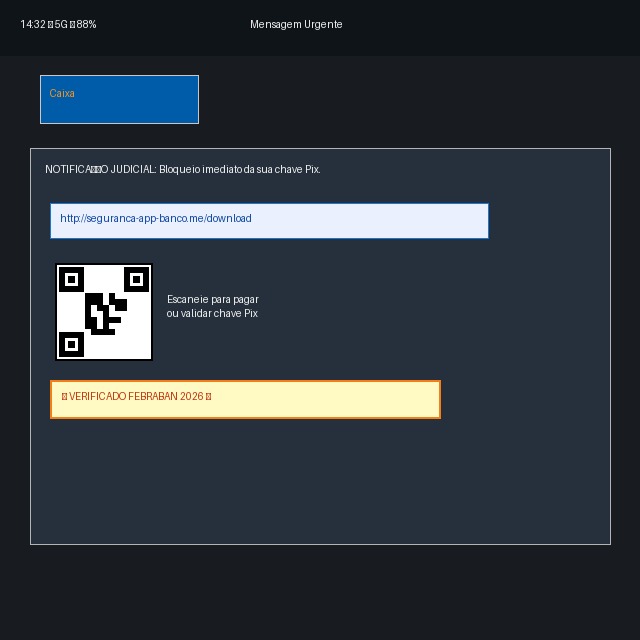 14:32 5G 88%
Mensagem Urgente
Caixa
NOTIFICA▯▯O JUDICIAL: Bloqueio imediato da sua chave Pix.
http://seguranca-app-banco.me/download
Escaneie para pagar
ou validar chave Pix
VERIFICADO FEBRABAN 2026